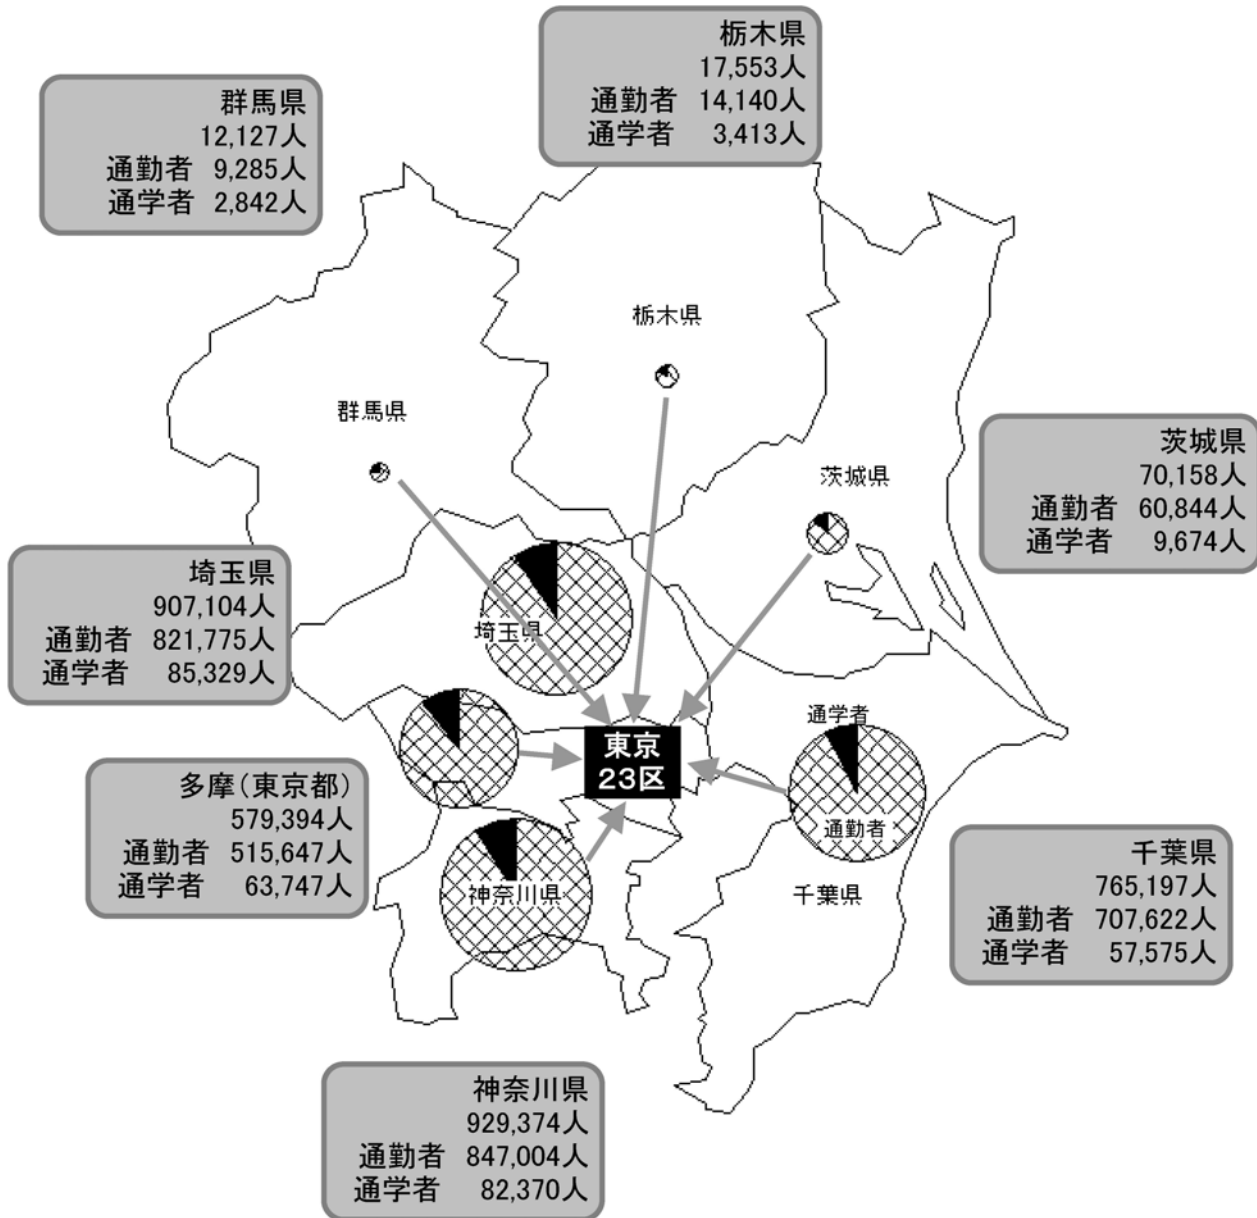 栃木県
17,553人
通勤者 14,140人
通学者 3,413人
群馬県
12,127人
通勤者 9,285人
通学者 2,842人
栃木県
群馬県
茨城県
70,158人
通勤者 60,844人
通学者 9,674人
茨城県
埼玉県
907,104人
通勤者 821,775人
通学者 85,329人
埼玉県
通学者
東京
23区
多摩(東京都)
579,394人
通勤者 515,647人
通学者 63,747人
通勤者
千葉県
765,197人
通勤者 707,622人
通学者 57,575人
神奈川県
千葉県
神奈川県
929,374人
通勤者 847,004人
通学者 82,370人